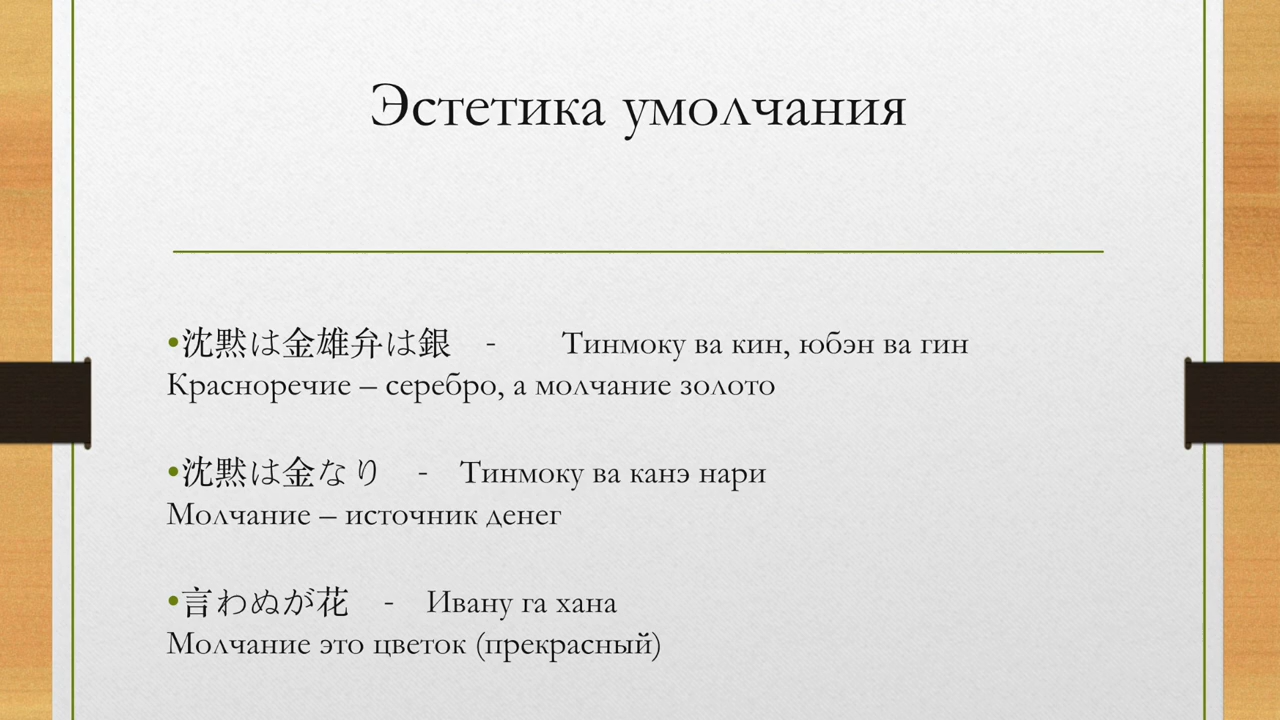 Эстетика умолчания
•沈黙は金雄弁は銀 - Тинмоку ва кин, юбэн ва гин
Красноречие – серебро, а молчание золото
•沈黙は金なり - Тинмоку ва канэ нари
Молчание – источник денег
•言わぬが花 - Ивану га хана
Молчание это цветок (прекрасный)